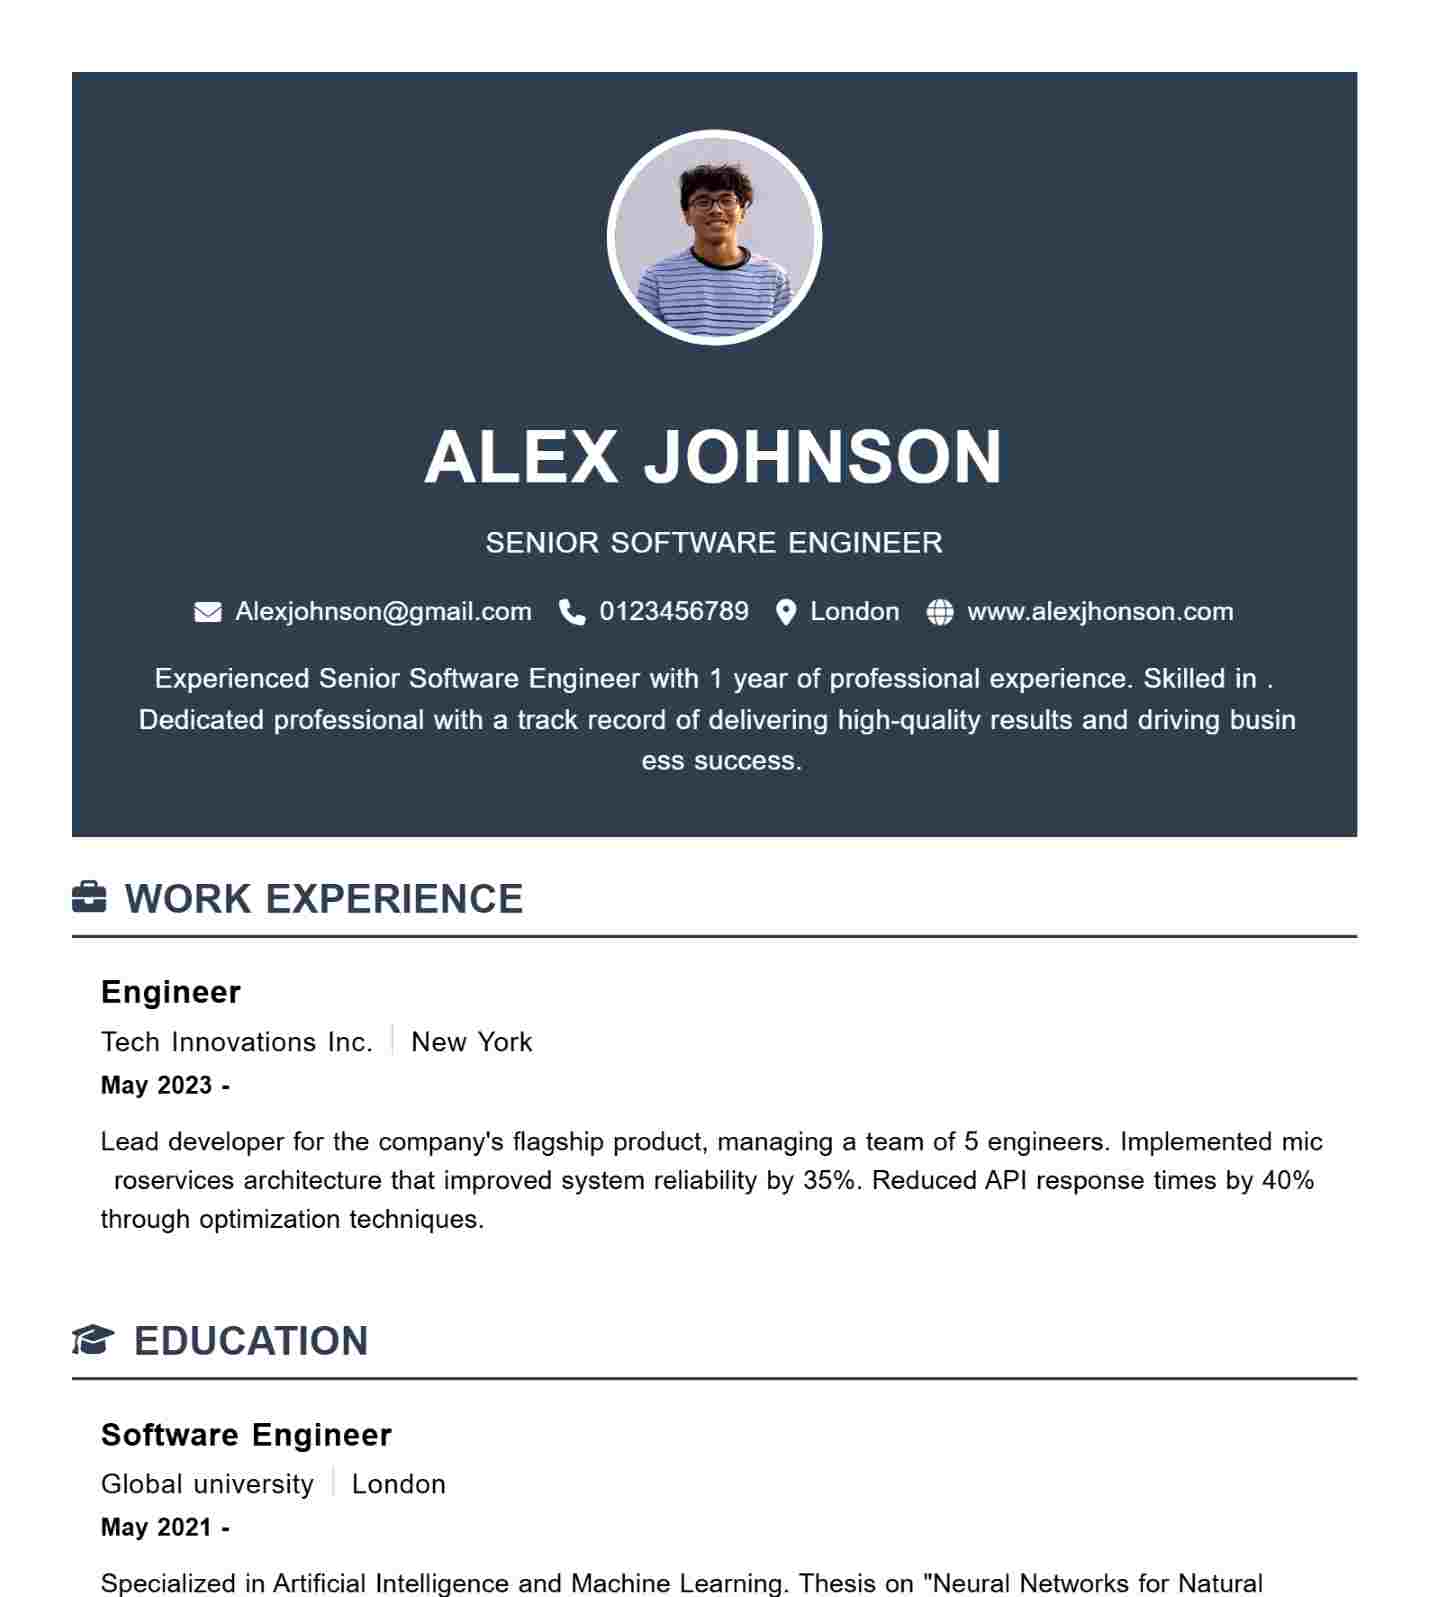 ALEX JOHNSON
SENIOR SOFTWARE ENGINEER
Alexjohnson@gmail.com 0123456789 London www.alexjhonson.com
Experienced Senior Software Engineer with 1 year of professional experience. Skilled in .
Dedicated professional with a track record of delivering high-quality results and driving busin
ess success.
WORK EXPERIENCE
Engineer
Tech Innovations Inc. New York
May 2023 -
Lead developer for the company's flagship product, managing a team of 5 engineers. Implemented mic
roservices architecture that improved system reliability by 35%. Reduced API response times by 40%
through optimization techniques.
EDUCATION
Software Engineer
Global university London
May 2021 -
Specialized in Artificial Intelligence and Machine Learning. Thesis on "Neural Networks for Natural